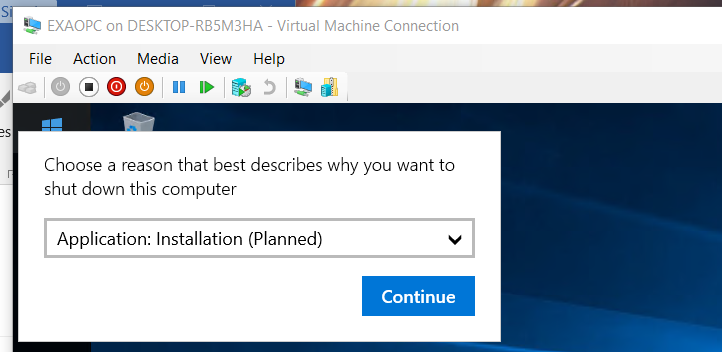 EXAOPC on DESKTOP-RB5M3HA - Virtual Machine Connection
File Action Media View Help
Choose a reason that best describes why you want to
shut down this computer
Application: Installation (Planned)
Continue